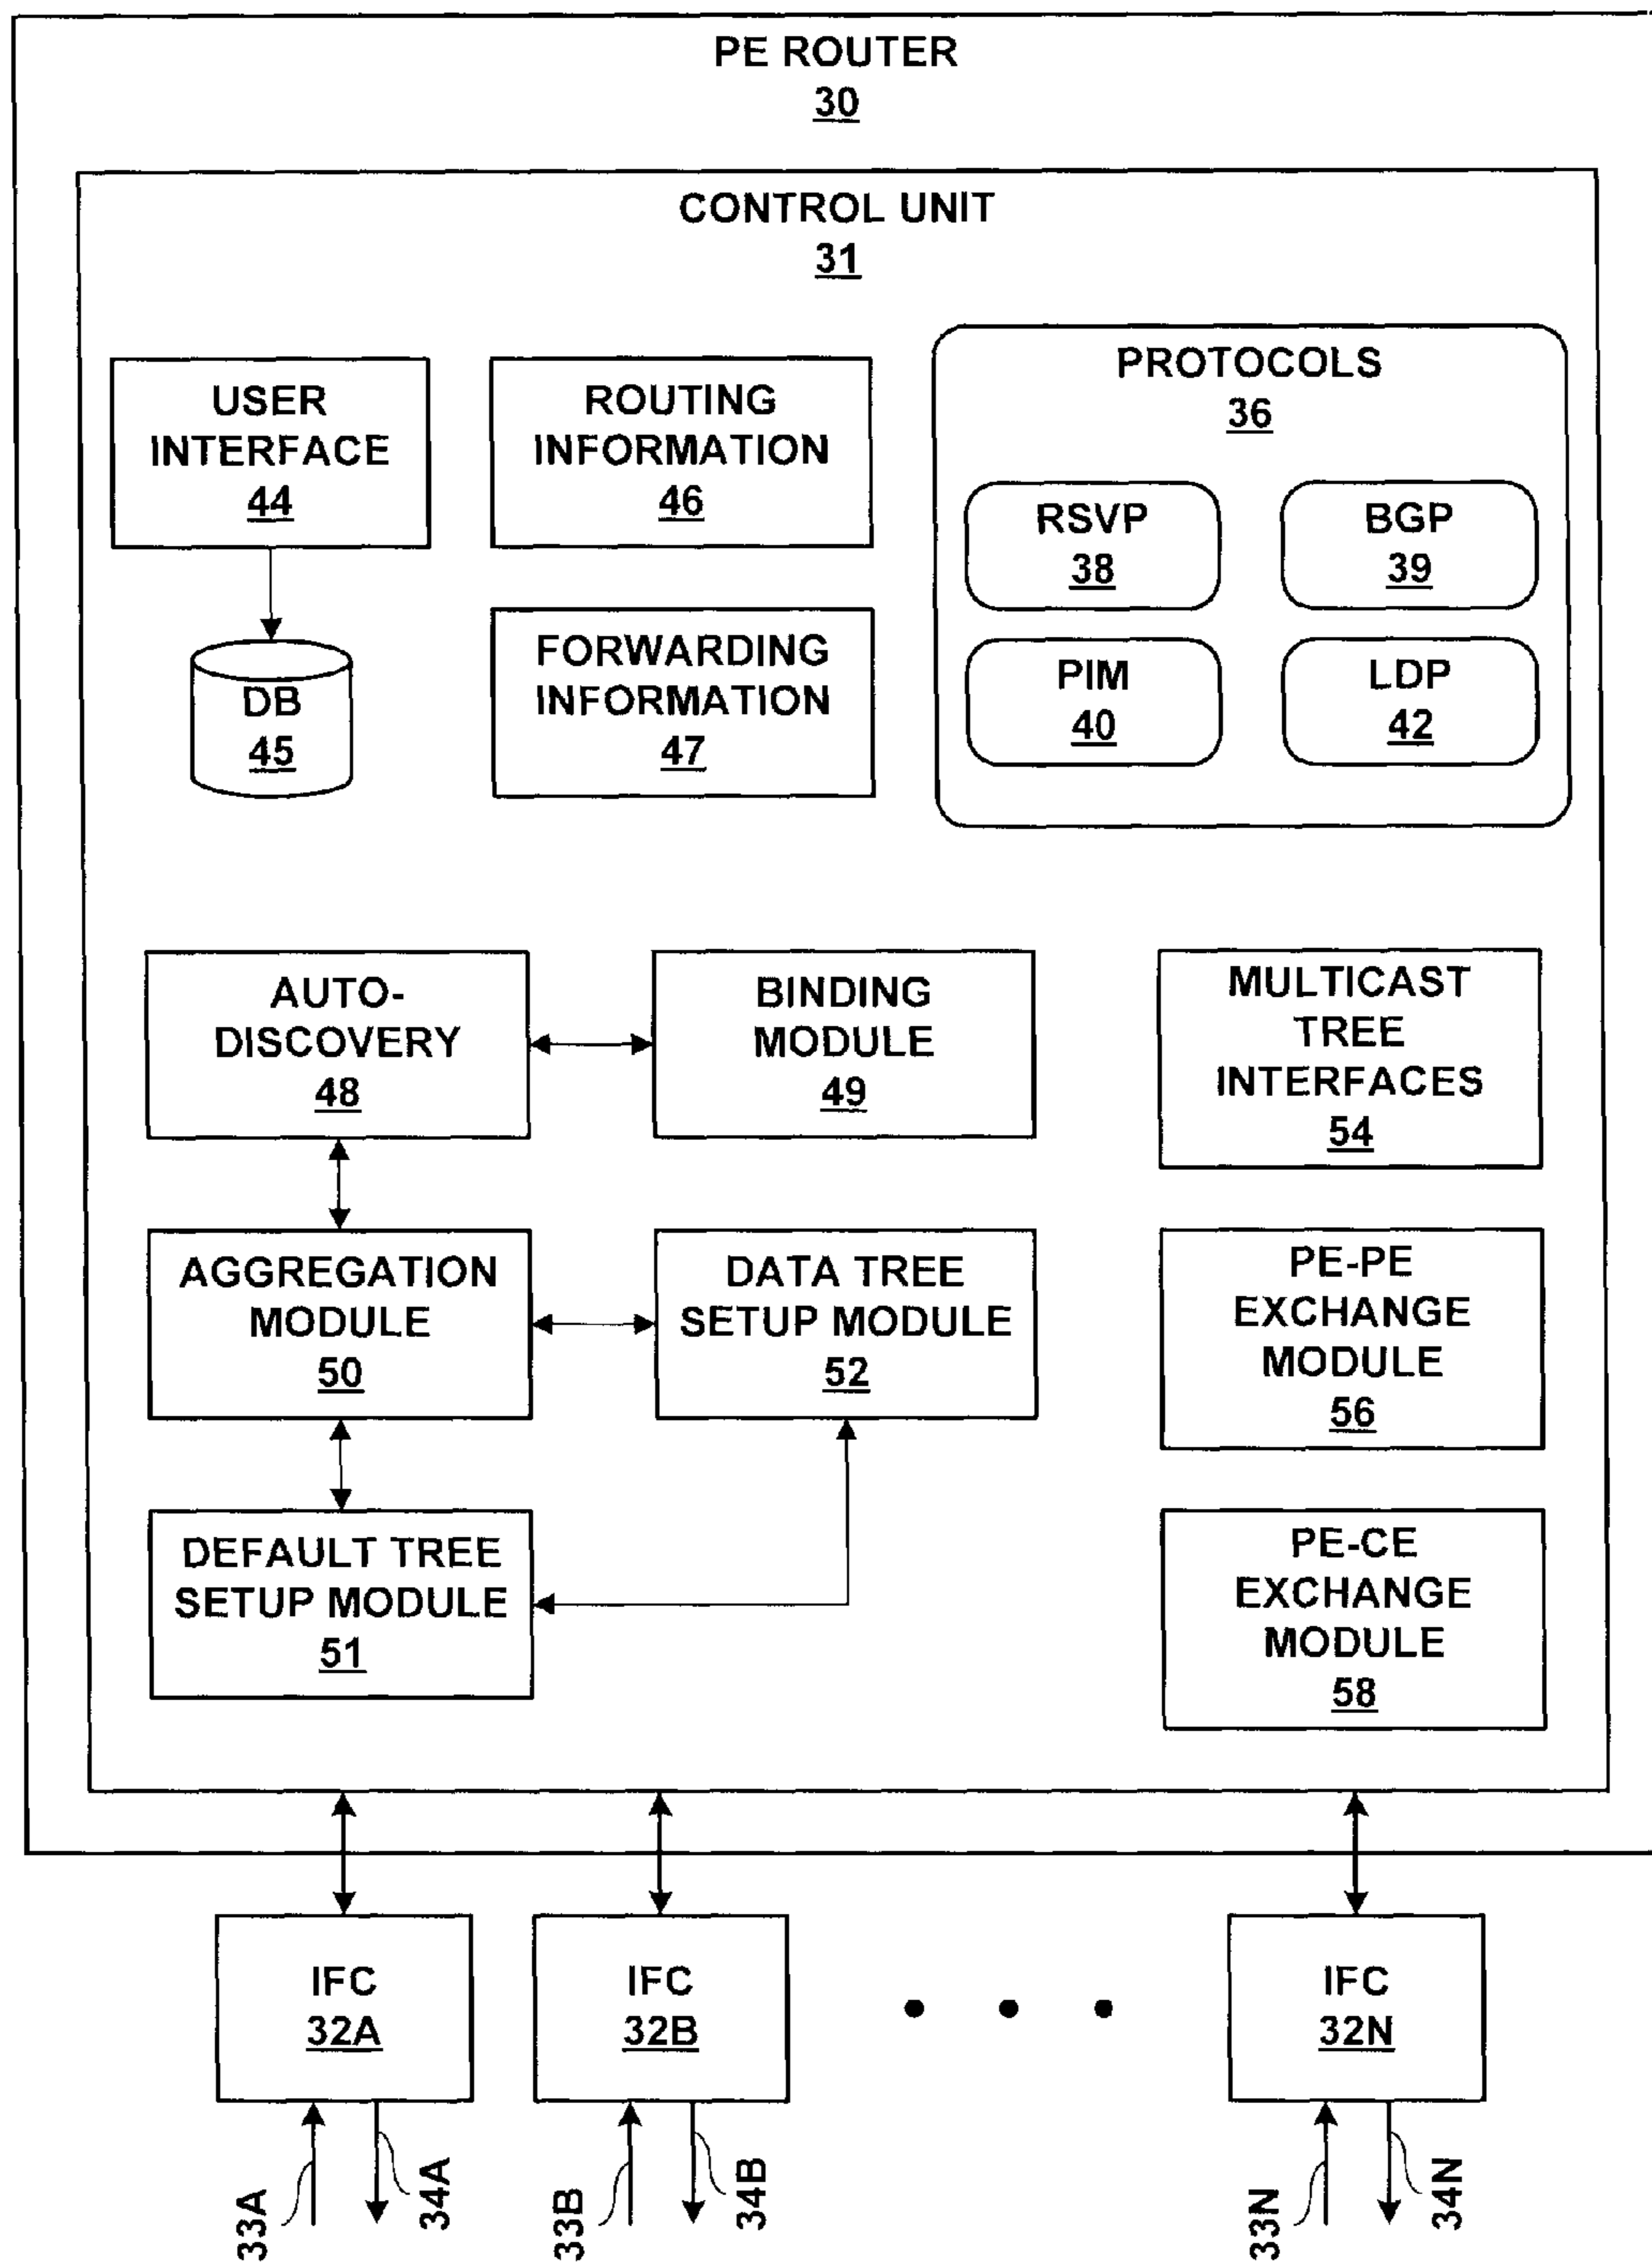 PE ROUTER
30
CONTROL UNIT
31
USER
INTERFACE
44
ROUTING
INFORMATION
46
PROTOCOLS
36
RSVP
38
BGP
39
DB
45
FORWARDING
INFORMATION
47
PIM
40
LDP
42
AUTO-
DISCOVERY
48
BINDING
MODULE
49
MULTICAST
TREE
INTERFACES
54
AGGREGATION
MODULE
50
DATA TREE
SETUP MODULE
52
PE-PE
EXCHANGE
MODULE
56
DEFAULT TREE
SETUP MODULE
51
PE-CE
EXCHANGE
MODULE
58
IFC
32A
IFC
32B
IFC
32N
33A
34A
33B
34B
33N
34N